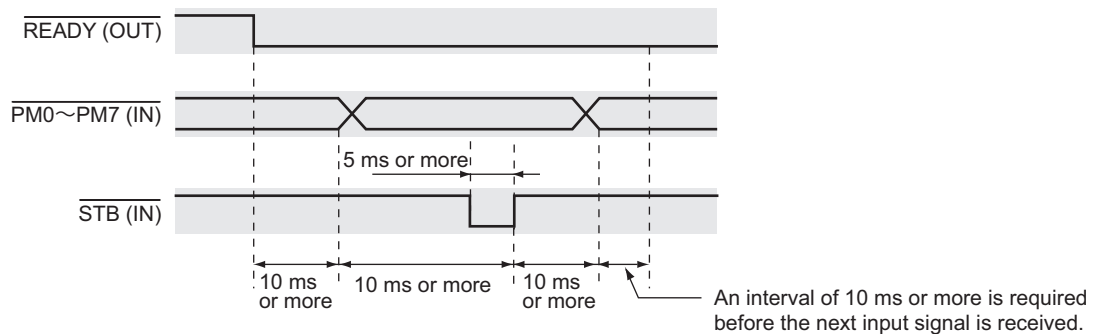 READY (OUT)
PM0～PM7 (IN)
5 ms or more
STB (IN)
10 ms
or more
10 ms or more
10 ms
or more
An interval of 10 ms or more is required
before the next input signal is received.